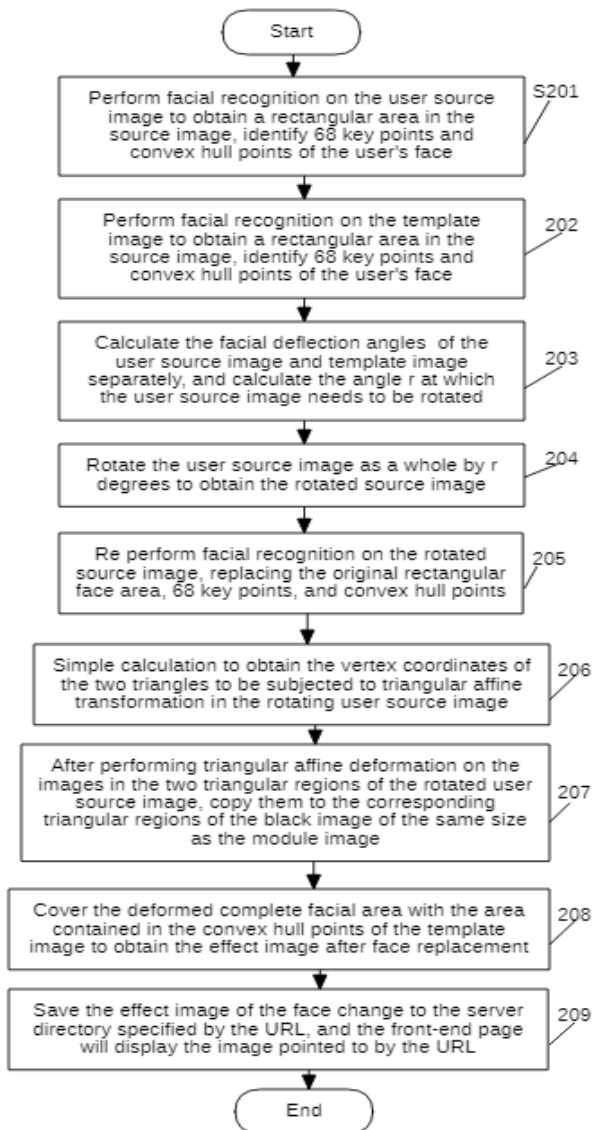 Start
S201
Perform facial recognition on the user source
image to obtain a rectangular area in the
source image, identify 68 key points and
convex hull points of the user's face
202
Perform facial recognition on the template
image to obtain a rectangular area in the
source image, identify 68 key points and
convex hull points of the user's face
203
Calculate the facial deflection angles of the
user source image and template image
separately, and calculate the angle r at which
the user source image needs to be rotated
204
Rotate the user source image as a whole by r
degrees to obtain the rotated source image
205
Re perform facial recognition on the rotated
source image, replacing the original rectangular
face area, 68 key points, and convex hull points
206
Simple calculation to obtain the vertex coordinates of
the two triangles to be subjected to triangular affine
transformation in the rotating user source image
207
After performing triangular affine deformation on the
images in the two triangular regions of the rotated user
source image, copy them to the corresponding
triangular regions of the black image of the same size
as the module image
208
Cover the deformed complete facial area with the area
contained in the convex hull points of the template
image to obtain the effect image after face replacement
209
Save the effect image of the face change to the server
directory specified by the URL, and the front-end page
will display the image pointed to by the URL
End